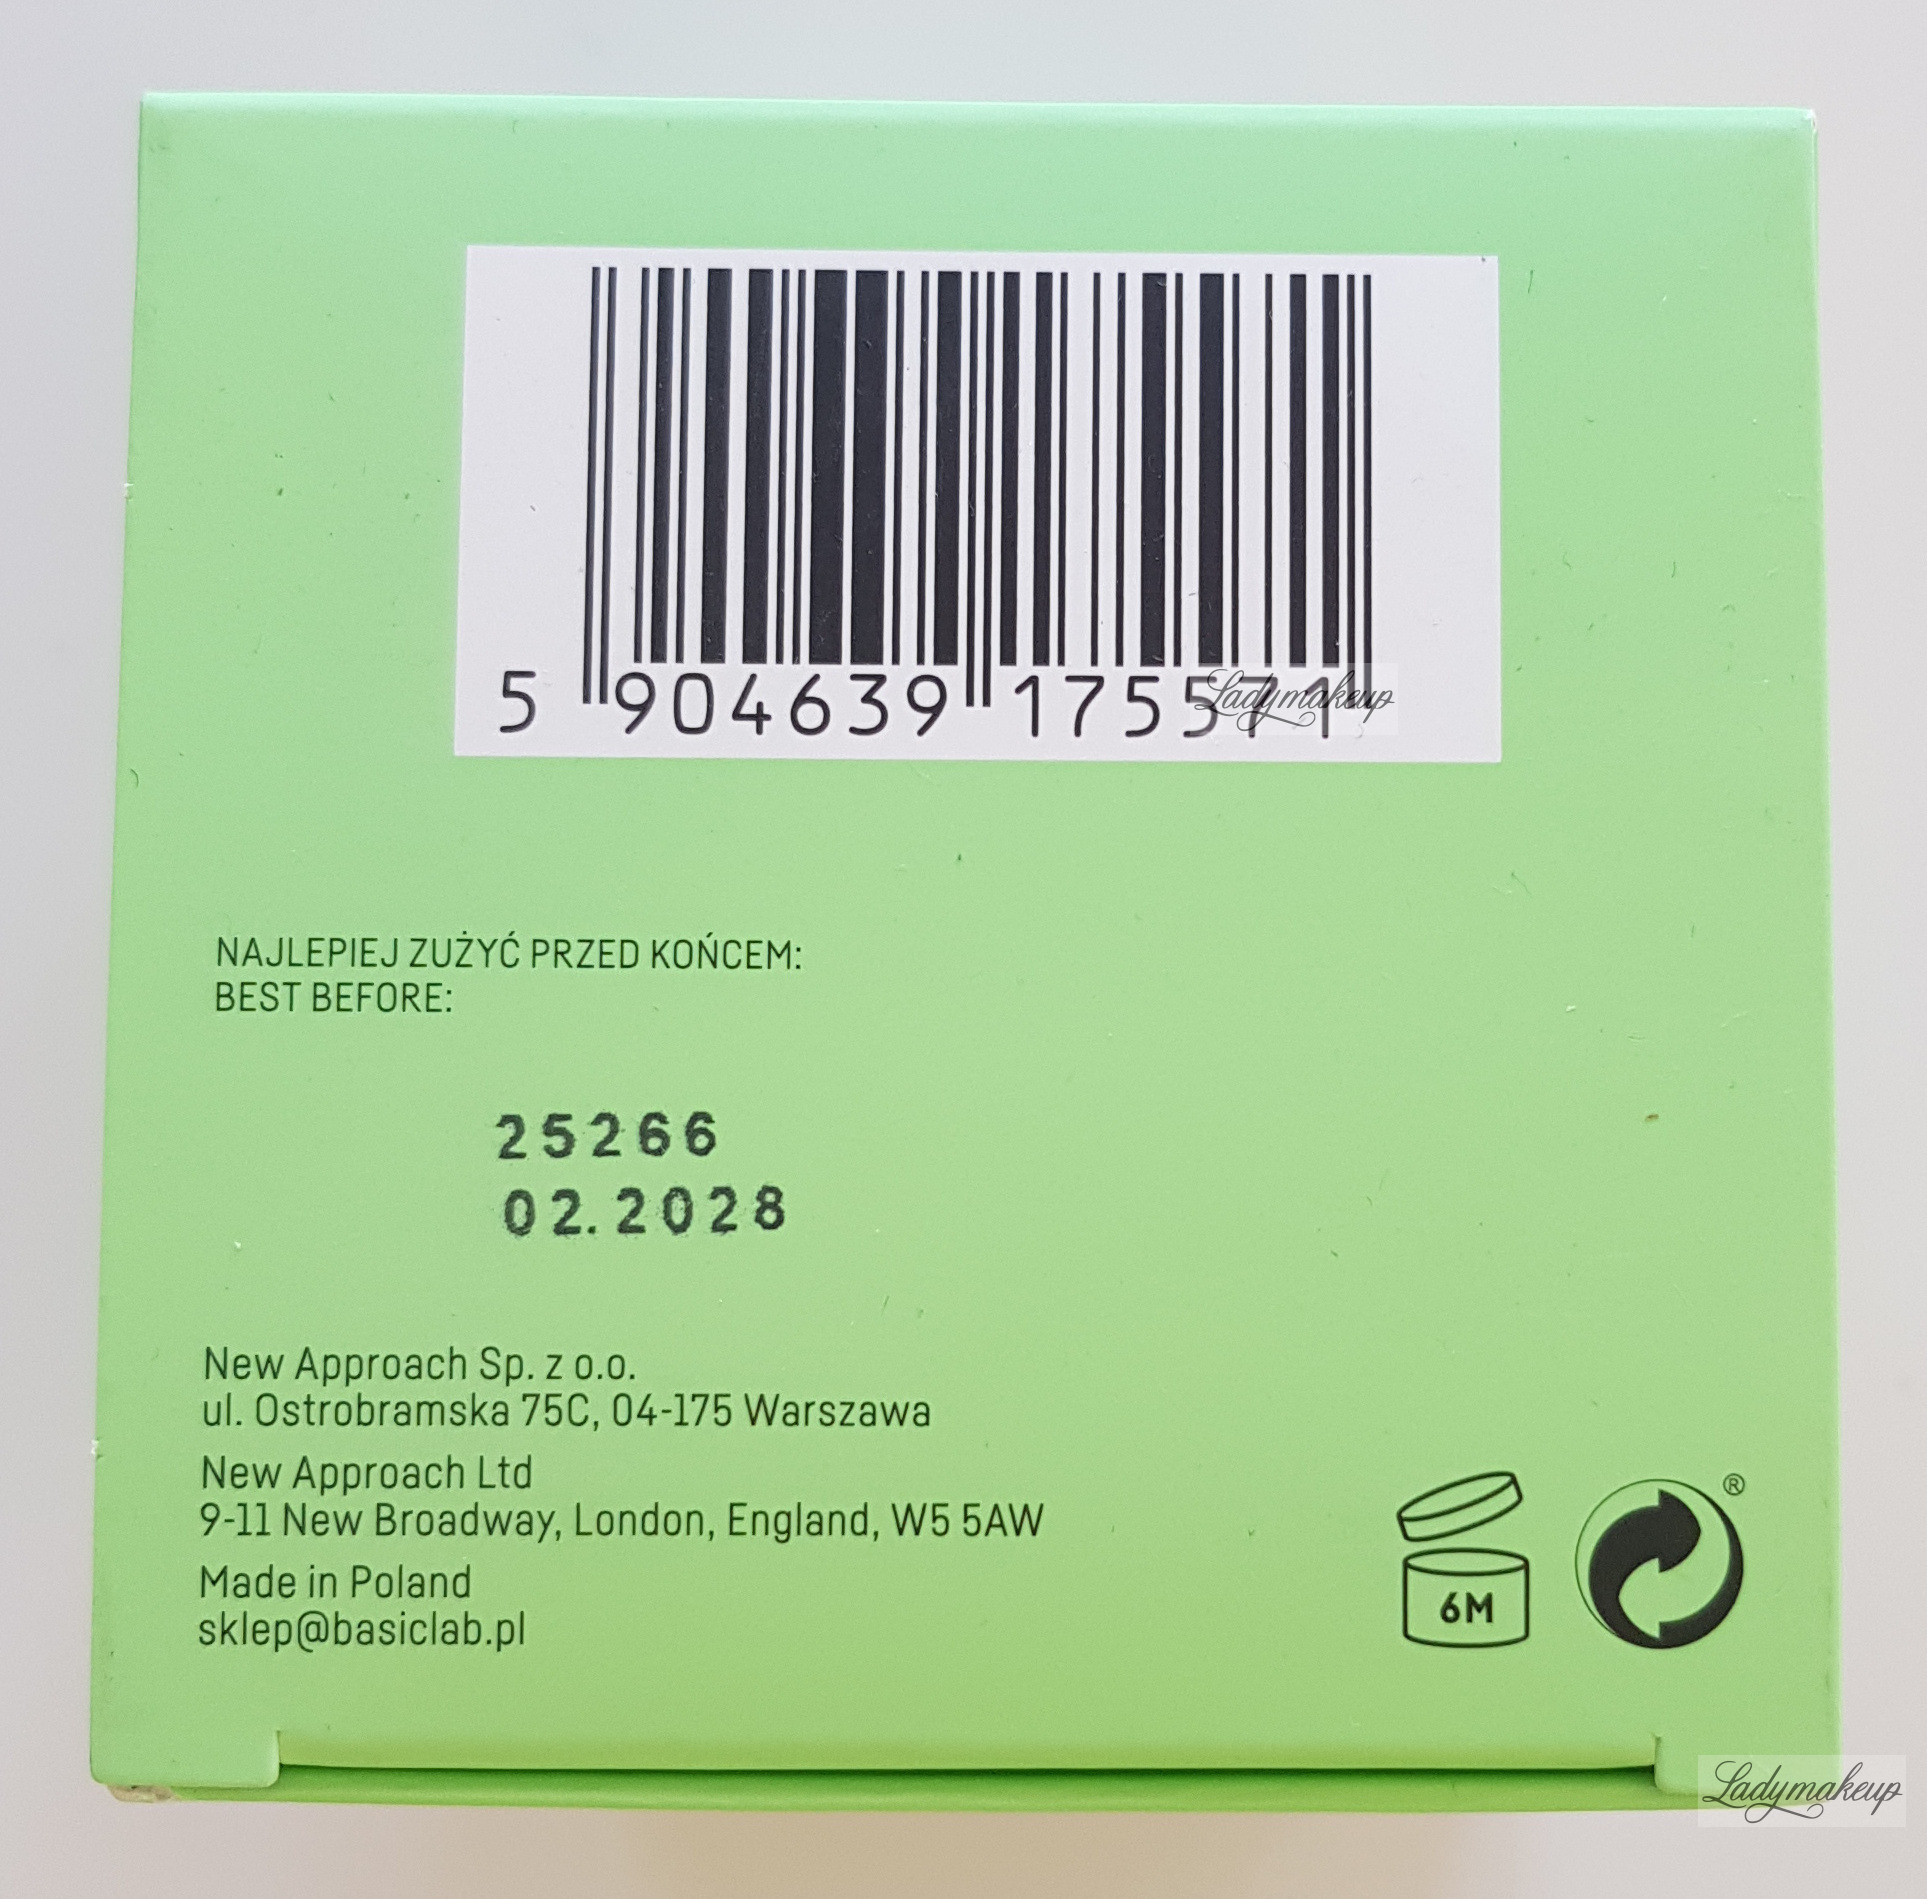 5 904639 175571
Ladymakeup
NAJLEPIEJ ZUŻYĆ PRZED KOŃCEM:
BEST BEFORE:
25266
02.2028
New Approach Sp. z o.o.
ul. Ostrobramska 75C, 04-175 Warszawa
New Approach Ltd
9-11 New Broadway, London, England, W5 5AW
Made in Poland
sklep@basiclab.pl
6M
®
Ladymakeup